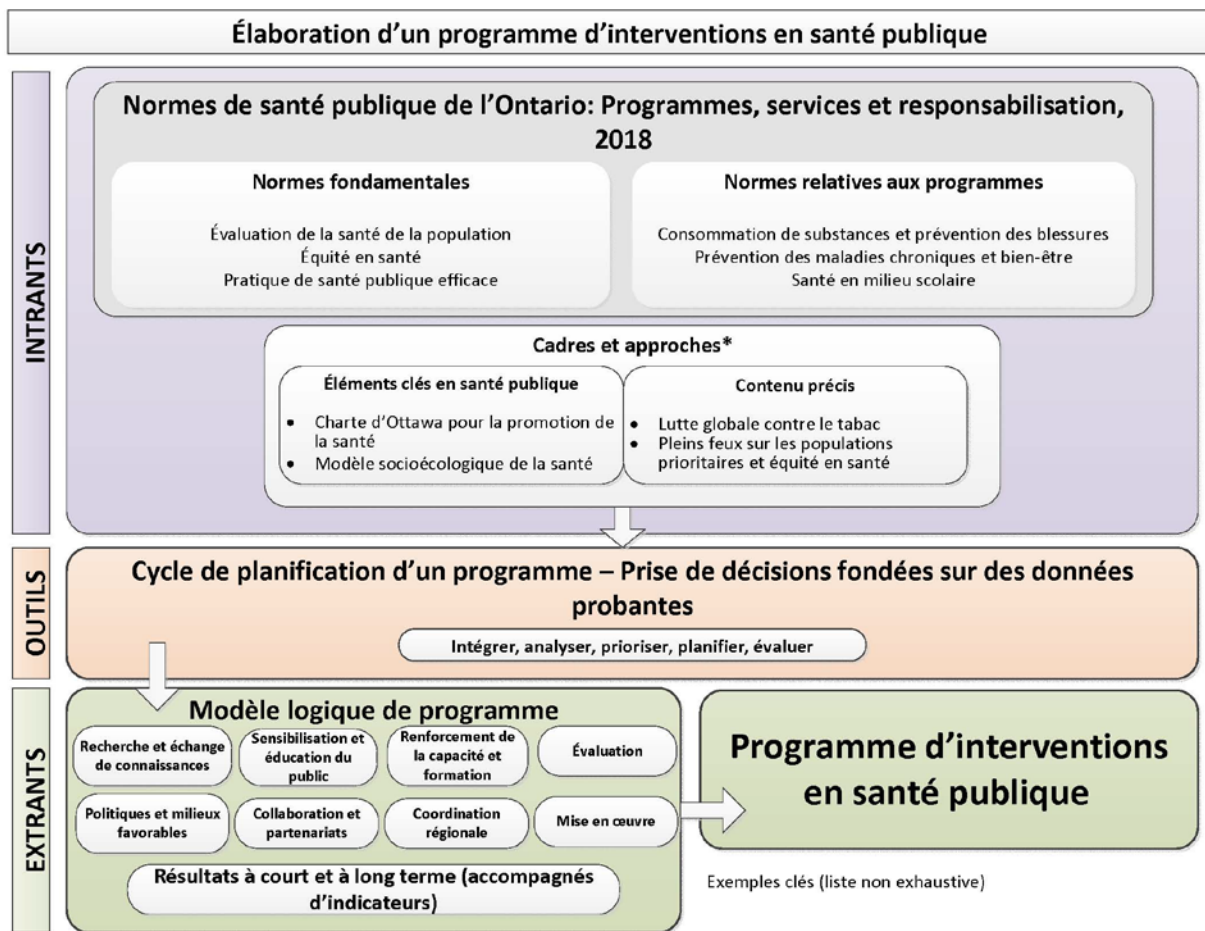 Élaboration d'un programme d'interventions en santé publique
INTRANTS
Normes de santé publique de l'Ontario: Programmes, services et responsabilisation,
2018
Normes fondamentales
Évaluation de la santé de la population
Équité en santé
Pratique de santé publique efficace
Normes relatives aux programmes
Consommation de substances et prévention des blessures
Prévention des maladies chroniques et bien-être
Santé en milieu scolaire
Cadres et approches*
Éléments clés en santé publique
• Charte d'Ottawa pour la promotion de
la santé
• Modèle socioécologique de la santé
Contenu précis
• Lutte globale contre le tabac
• Pleins feux sur les populations
prioritaires et équité en santé
OUTILS
Cycle de planification d'un programme – Prise de décisions fondées sur des données
probantes
Intégrer, analyser, prioriser, planifier, évaluer
EXTRANTS
Modèle logique de programme
Recherche et échange
de connaissances
Sensibilisation et
éducation du
public
Renforcement de
la capacité et
formation
Évaluation
Politiques et milieux
favorables
Collaboration et
partenariats
Coordination
régionale
Mise en œuvre
Résultats à court et à long terme (accompagnés
d'indicateurs)
Programme d'interventions
en santé publique
Exemples clés (liste non exhaustive)